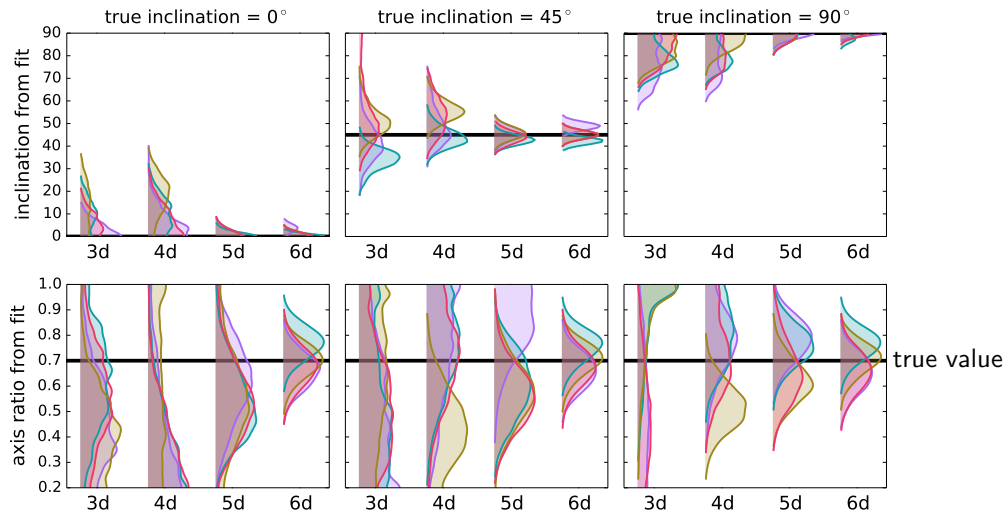 true inclination = 0°
true inclination = 45°
true inclination = 90°
inclination from fit
90
80
70
60
50
40
30
20
10
0
3d 4d 5d 6d
3d 4d 5d 6d
3d 4d 5d 6d
axis ratio from fit
1.0
0.9
0.8
0.7
0.6
0.5
0.4
0.3
0.2
true value
3d 4d 5d 6d
3d 4d 5d 6d
3d 4d 5d 6d